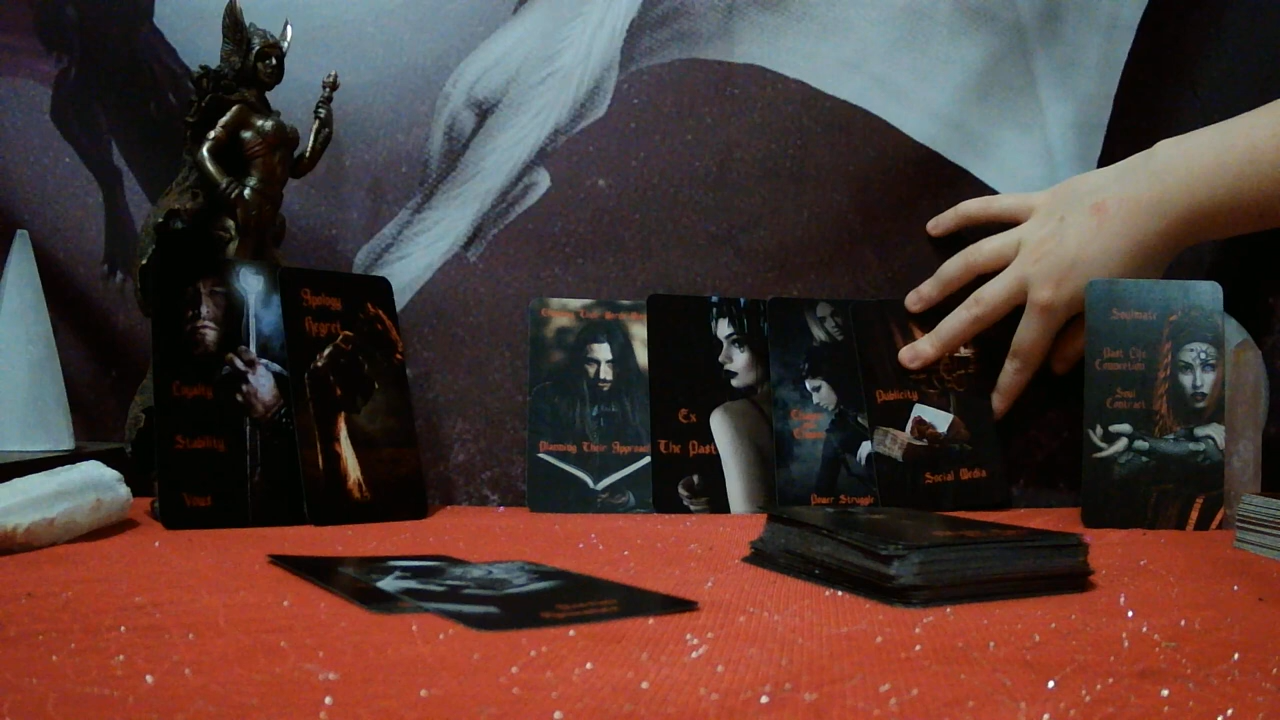 Loyalty
Stability
Vows
Apology
Regret
Planning Their Approach
Ex
The Past
Power Struggle
Publicity
Social Media
Soulmate
Past Life
Connection
Soul
Contract